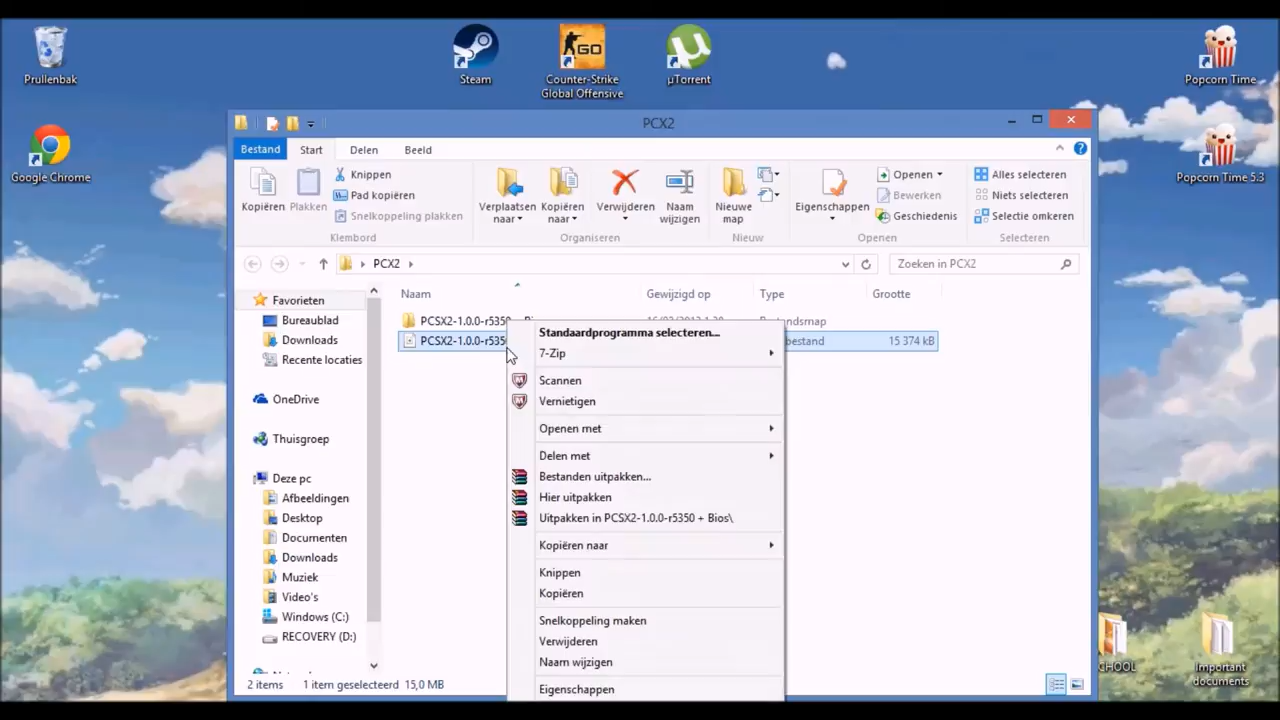 Prullenbak
Steam
Counter-Strike
Global Offensive
µTorrent
Popcorn Time
Google Chrome
Popcorn Time 5.3
PCX2
Bestand
Start
Delen
Beeld
Kopiëren
Plakken
Knippen
Pad kopiëren
Snelkoppeling plakken
Klembord
Verplaatsen
naar
Kopiëren
naar
Verwijderen
Naam
wijzigen
Organiseren
Nieuwe
map
Nieuw
Eigenschappen
Openen
Bewerken
Geschiedenis
Openen
Alles selecteren
Niets selecteren
Selectie omkeren
Selecteren
PCX2
Zoeken in PCX2
Naam
Gewijzigd op
Type
Grootte
PCSX2-1.0.0-r5350
PCSX2-1.0.0-r535
bestand
15 374 kB
Favorieten
Bureaublad
Downloads
Recente locaties
OneDrive
Thuisgroep
Deze pc
Afbeeldingen
Desktop
Documenten
Downloads
Muziek
Video's
Windows (C:)
RECOVERY (D:)
Standaardprogramma selecteren...
7-Zip
Scannen
Vernietigen
Openen met
Delen met
Bestanden uitpakken...
Hier uitpakken
Uitpakken in PCSX2-1.0.0-r5350 + Bios\
Kopiëren naar
Knippen
Kopiëren
Snelkoppeling maken
Verwijderen
Naam wijzigen
Eigenschappen
2 items
1 item geselecteerd
15,0 MB
CHOOL
Important
documents
GO